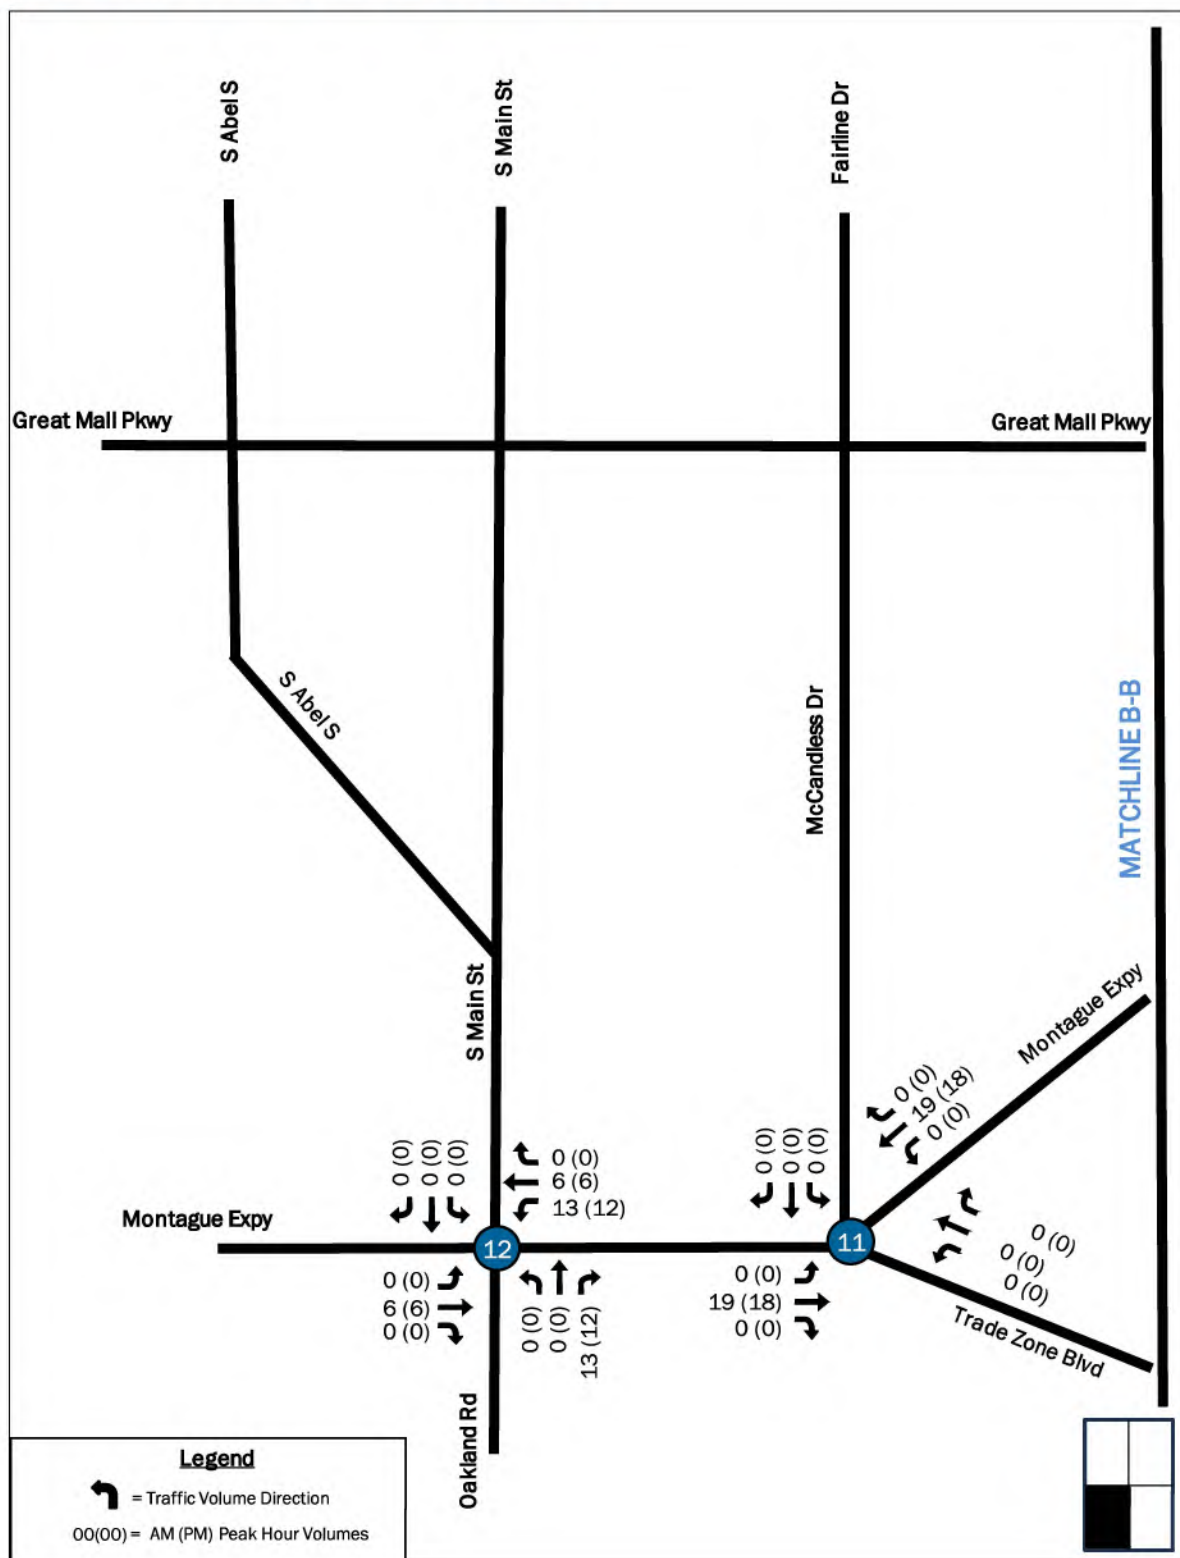 S Abel S
S Main St
Fairline Dr
Great Mall Pkwy
Great Mall Pkwy
S Abel S
McCandless Dr
MATCHLINE B-B
S Main St
Montague Expy
0 (0)
19 (18)
0 (0)
0 (0)
0 (0)
0 (0)
0 (0)
6 (6)
13 (12)
0 (0)
0 (0)
0 (0)
Montague Expy
12
11
0 (0)
0 (0)
0 (0)
0 (0)
6 (6)
0 (0)
0 (0)
0 (0)
13 (12)
0 (0)
19 (18)
0 (0)
Trade Zone Blvd
Oakland Rd
Legend
= Traffic Volume Direction
00(00) = AM (PM) Peak Hour Volumes